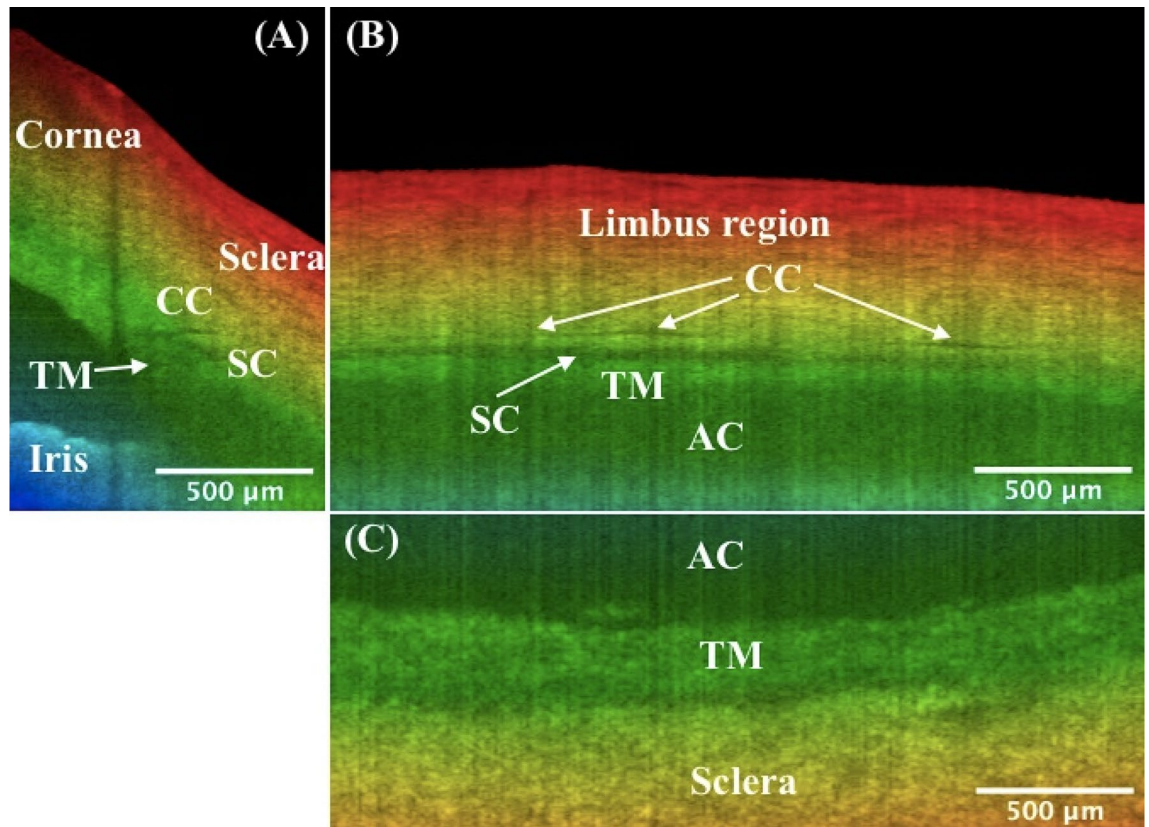 (A)
Cornea
Sclera
CC
SC
TM
Iris
500 µm
(B)
Limbus region
CC
SC
TM
AC
500 µm
(C)
AC
TM
Sclera
500 µm